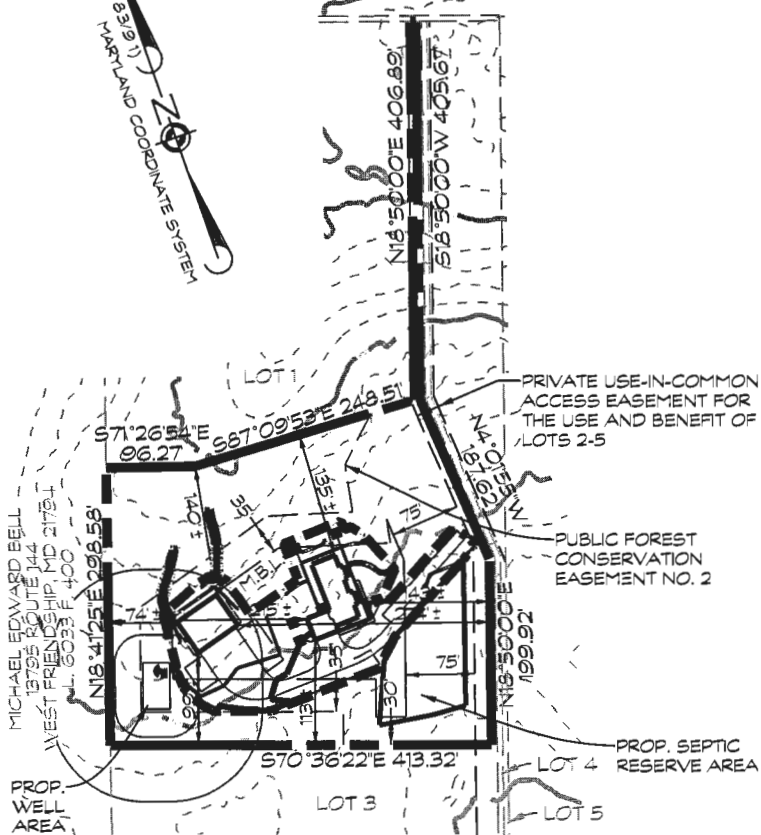 83/91)
MARYLAND COORDINATE SYSTEM
N
N18°50'00"E 406.89'
S18°50'00"W 405.67'
LOT 1
PRIVATE USE-IN-COMMON
ACCESS EASEMENT FOR
THE USE AND BENEFIT OF
LOTS 2-5
S71°26'54"E
96.27'
S87°09'53"E 248.51'
N4°01'55"W
187.62'
140'±
135'±
35'
75'
M.B.L.
PUBLIC FOREST
CONSERVATION
EASEMENT NO. 2
MICHAEL EDWARD BELL
13795 ROUTE 144
WEST FRIENDSHIP, MD 21794
L. 6033 F. 400
N18°41'25"E 298.58'
74'±
N18°50'00"E
199.92'
35'
75'
99'
113'±
30'
S70°36'22"E 413.32'
PROP. SEPTIC
RESERVE AREA
LOT 4
PROP.
WELL
AREA
LOT 3
LOT 5